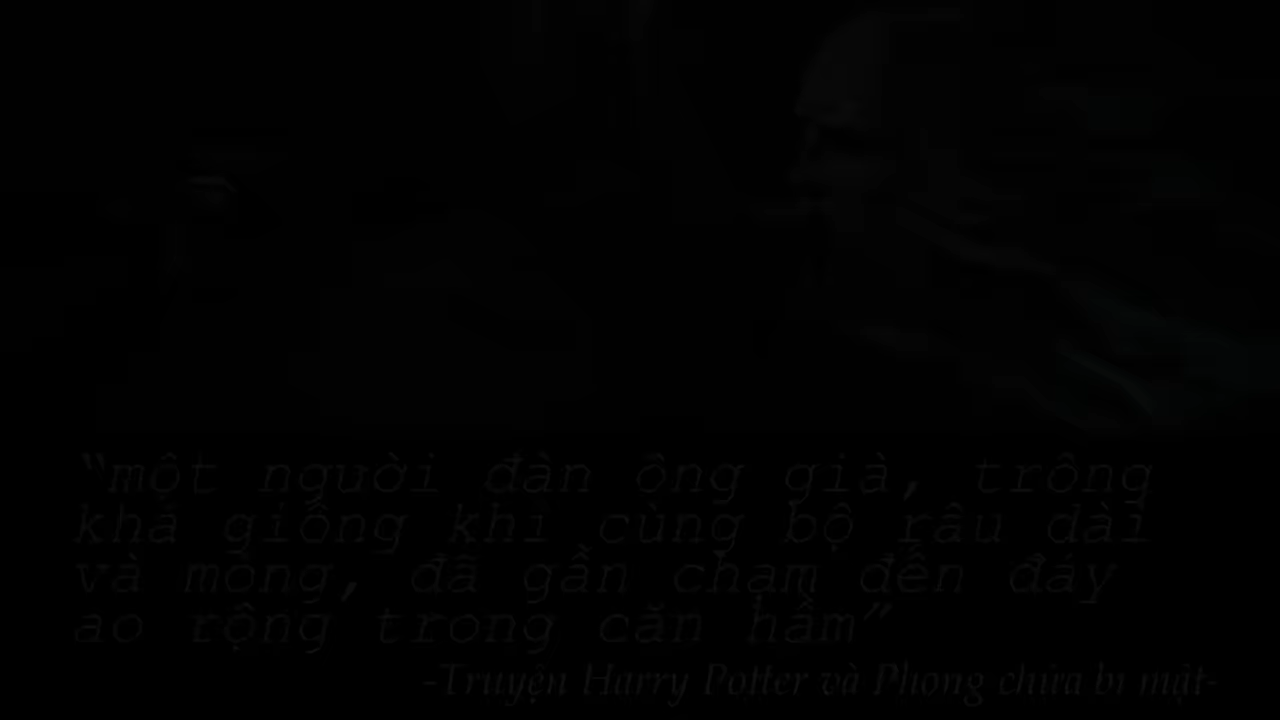 “một người đàn ông già, trông
khá giống khỉ cùng bộ râu dài
và mỏng, đã gần chạm đến đáy
ao rộng trong căn hầm”
-Truyện Harry Potter và Phòng chứa bí mật-